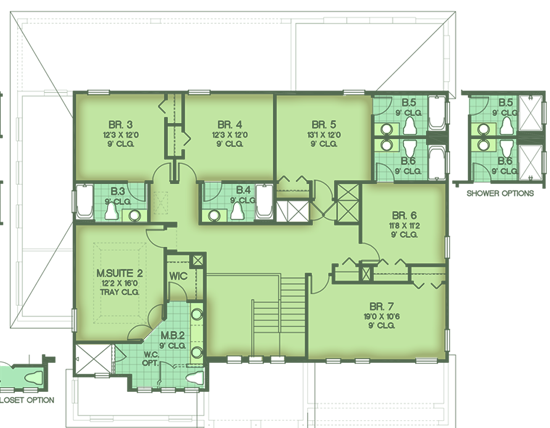 BR. 3
12'3 X 12'0
9' CLG.
BR. 4
12'3 X 12'0
9' CLG.
BR. 5
13'1 X 12'0
9' CLG.
B.5
9' CLG.
B.6
9' CLG.
B.5
9' CLG.
B.6
9' CLG.
SHOWER OPTIONS
B.3
9' CLG.
B.4
9' CLG.
BR. 6
11'8 X 11'2
9' CLG.
M.SUITE 2
12'2 X 16'0
TRAY CLG.
WIC
BR. 7
19'0 X 10'6
9' CLG.
M.B.2
9' CLG.
W.C.
OPT.
LOSET OPTION